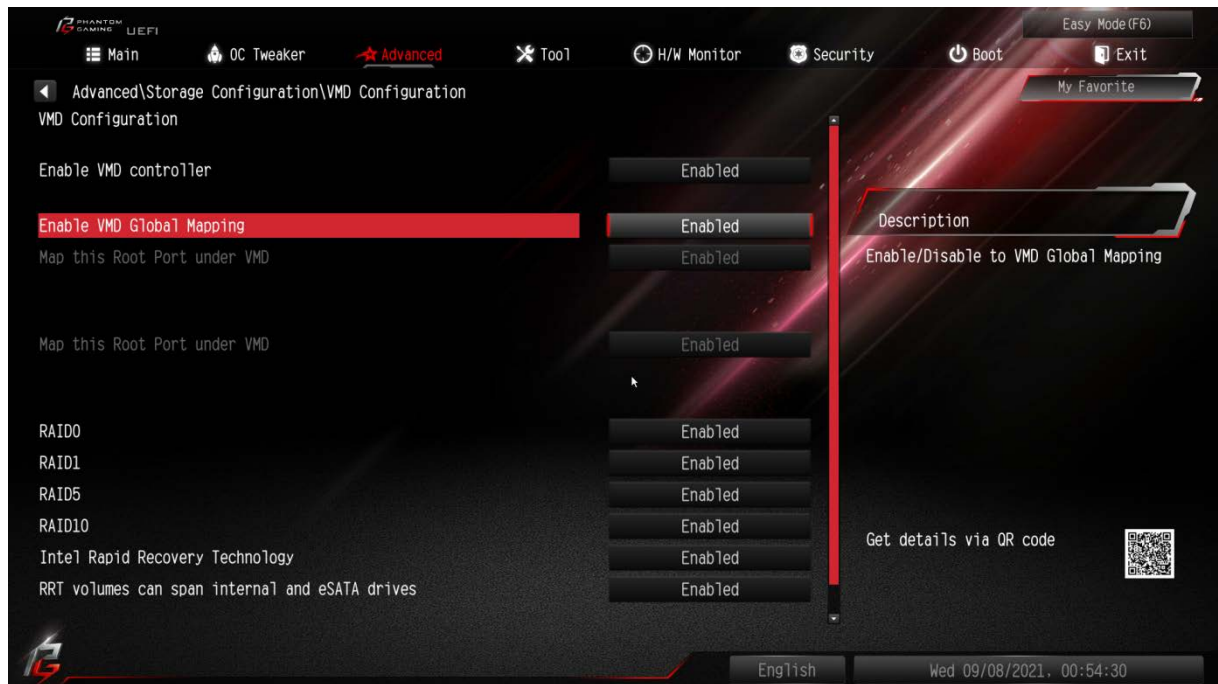 PHANTOM GAMING UEFI
Easy Mode(F6)
Main OC Tweaker Advanced Tool H/W Monitor Security Boot Exit
Advanced\Storage Configuration\VMD Configuration
My Favorite
VMD Configuration
Enable VMD controller Enabled
Enable VMD Global Mapping Enabled
Map this Root Port under VMD Enabled
Map this Root Port under VMD Enabled
RAID0 Enabled
RAID1 Enabled
RAID5 Enabled
RAID10 Enabled
Intel Rapid Recovery Technology Enabled
RRT volumes can span internal and eSATA drives Enabled
Description
Enable/Disable to VMD Global Mapping
Get details via QR code
English
Wed 09/08/2021, 00:54:30